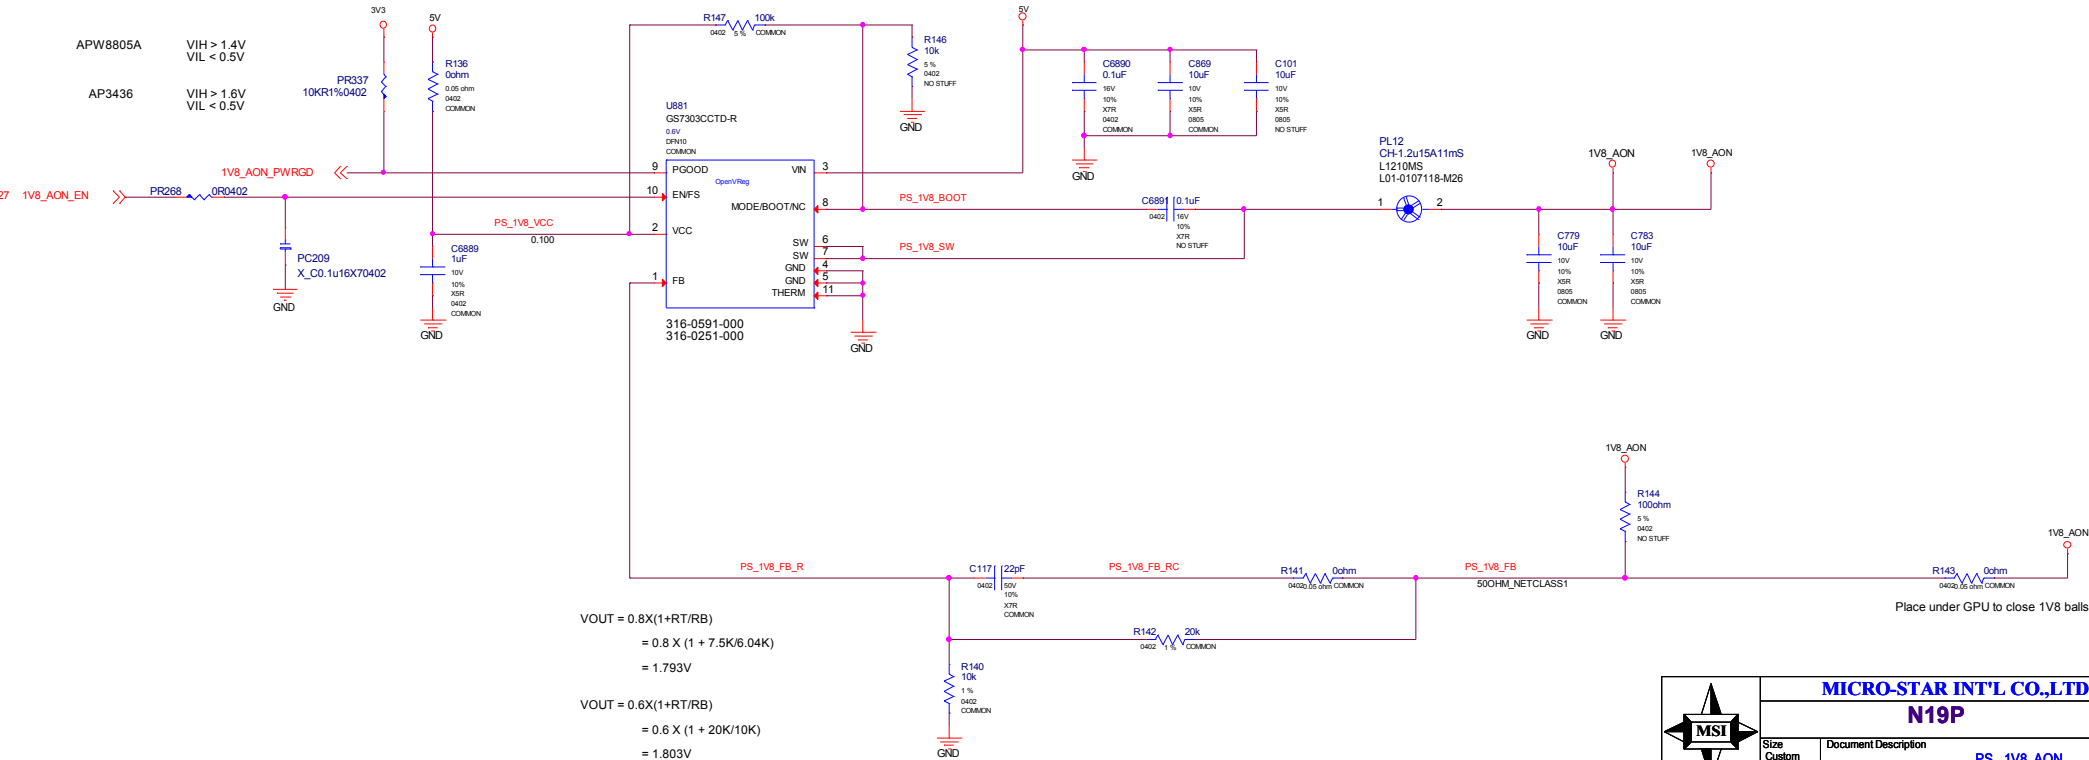 APW8805A VIH > 1.4V
VIL < 0.5V
AP3436 VIH > 1.6V
VIL < 0.5V
3V3
5V
PR337
10KR1%0402
R136
0ohm
0.05 ohm
0402
COMMON
R147 100k
0402 5 % COMMON
R146
10k
5 %
0402
NO STUFF
GND
5V
C6890
0.1uF
16V
10%
X7R
0402
COMMON
C869
10uF
10V
10%
X5R
0805
COMMON
C101
10uF
10V
10%
X5R
0805
NO STUFF
GND
U881
GS7303CCTD-R
0.6V
DFN10
COMMON
OpenVReg
9 PGOOD
10 EN/FS
2 VCC
1 FB
VIN 3
MODE/BOOT/NC 8
SW 6
SW 7
GND 4
GND 5
THERM 11
316-0591-000
316-0251-000
GND
1V8_AON_PWRGD
27 1V8_AON_EN
PR268 0R0402
PC209
X_C0.1u16X70402
GND
PS_1V8_VCC
0.100
C6889
1uF
10V
10%
X5R
0402
COMMON
GND
PS_1V8_BOOT
PS_1V8_SW
C6891 0.1uF
0402 16V
10%
X7R
NO STUFF
PL12
CH-1.2u15A11mS
L1210MS
L01-0107118-M26
1 2
1V8_AON
1V8_AON
C779
10uF
10V
10%
X5R
0805
COMMON
GND
C783
10uF
10V
10%
X5R
0805
COMMON
GND
1V8_AON
R144
100ohm
5 %
0402
NO STUFF
1V8_AON
PS_1V8_FB_R
C117 22pF
0402 50V
10%
X7R
COMMON
PS_1V8_FB_RC
R141 0ohm
0402 0.05 ohm COMMON
PS_1V8_FB
50OHM_NETCLASS1
R143 0ohm
0402 0.05 ohm COMMON
Place under GPU to close 1V8 balls
R142 20k
0402 1 % COMMON
R140
10k
1 %
0402
COMMON
GND
VOUT = 0.8X(1+RT/RB)
= 0.8 X (1 + 7.5K/6.04K)
= 1.793V
VOUT = 0.6X(1+RT/RB)
= 0.6 X (1 + 20K/10K)
= 1.803V
MSI
MICRO-STAR INT'L CO.,LTD
N19P
Size
Custom
Document Description
PS_1V8_AON